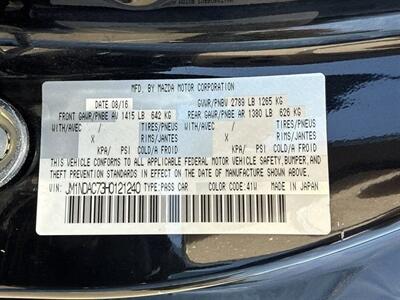 MFD. BY MAZDA MOTOR CORPORATION
DATE 08/16 GVWR/PNBV 2789 LB 1265 KG
FRONT GAWR/PNBE AV 1415 LB 642 KG REAR GAWR/PNBE AR 1380 LB 626 KG
WITH/AVEC/ TIRES/PNEUS WITH/AVEC/ TIRES/PNEUS
X RIMS/JANTES X RIMS/JANTES
KPA/ PSI COLD/A FROID KPA/ PSI COLD/A FROID
THIS VEHICLE CONFORMS TO ALL APPLICABLE FEDERAL MOTOR VEHICLE SAFETY,BUMPER,AND
THEFT PREVENTION STANDARDS IN EFFECT ON THE DATE OF MANUFACTURE SHOWN ABOVE.
VIN: JM1NDAC73H0121240 TYPE:PASS CAR COLOR: 41W MADE IN JAPAN